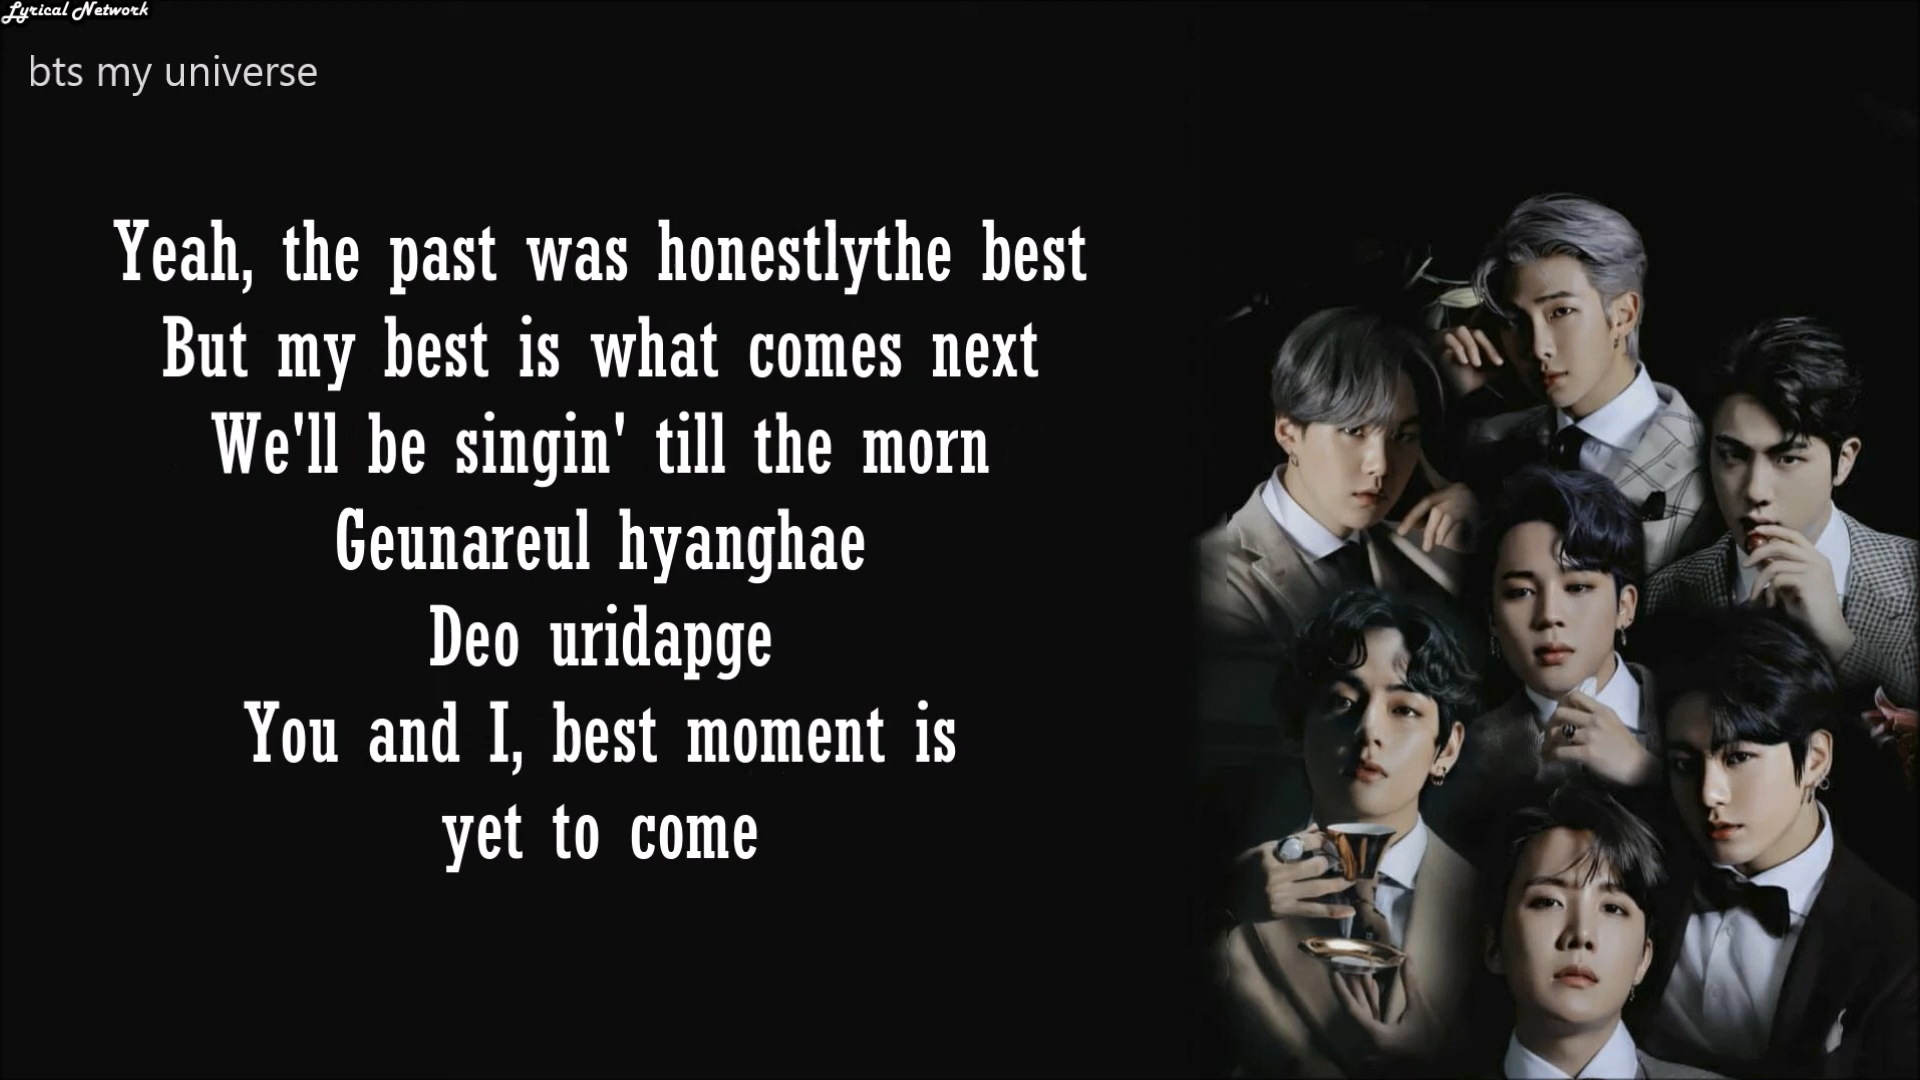 Lyrical Network
bts my universe
Yeah, the past was honestlythe best
But my best is what comes next
We'll be singin' till the morn
Geunareul hyanghae
Deo uridapge
You and I, best moment is
yet to come